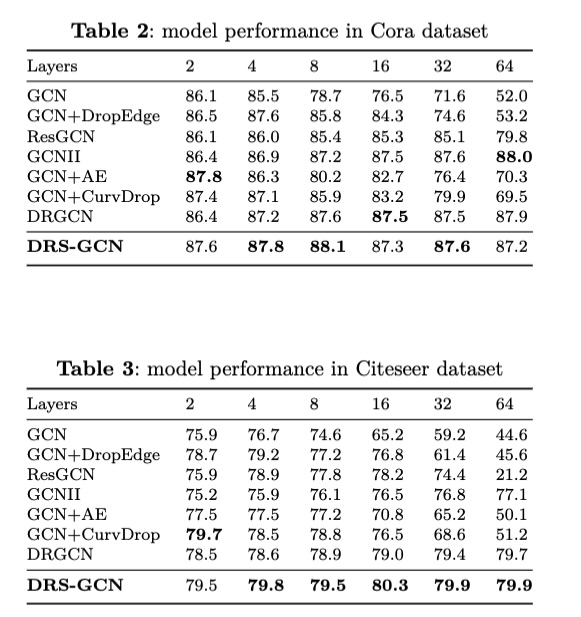 Table 2: model performance in Cora dataset
Layers 2 4 8 16 32 64
GCN 86.1 85.5 78.7 76.5 71.6 52.0
GCN+DropEdge 86.5 87.6 85.8 84.3 74.6 53.2
ResGCN 86.1 86.0 85.4 85.3 85.1 79.8
GCNII 86.4 86.9 87.2 87.5 87.6 88.0
GCN+AE 87.8 86.3 80.2 82.7 76.4 70.3
GCN+CurvDrop 87.4 87.1 85.9 83.2 79.9 69.5
DRGCN 86.4 87.2 87.6 87.5 87.5 87.9
DRS-GCN 87.6 87.8 88.1 87.3 87.6 87.2
Table 3: model performance in Citeseer dataset
Layers 2 4 8 16 32 64
GCN 75.9 76.7 74.6 65.2 59.2 44.6
GCN+DropEdge 78.7 79.2 77.2 76.8 61.4 45.6
ResGCN 75.9 78.9 77.8 78.2 74.4 21.2
GCNII 75.2 75.9 76.1 76.5 76.8 77.1
GCN+AE 77.5 77.5 77.2 70.8 65.2 50.1
GCN+CurvDrop 79.7 78.5 78.8 76.5 68.6 51.2
DRGCN 78.5 78.6 78.9 79.0 79.4 79.7
DRS-GCN 79.5 79.8 79.5 80.3 79.9 79.9